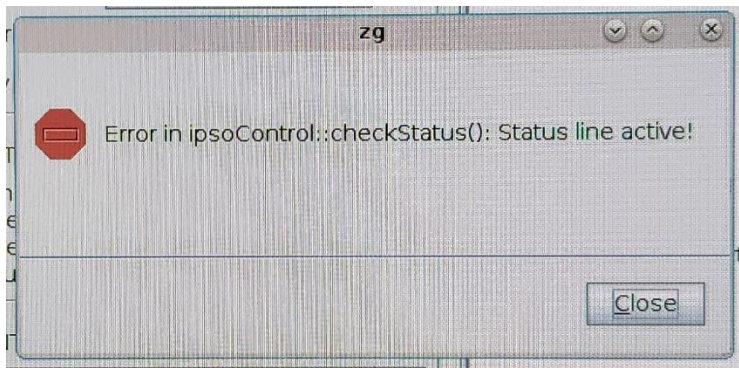 zg
Error in ipsoControl::checkStatus(): Status line active!
Close